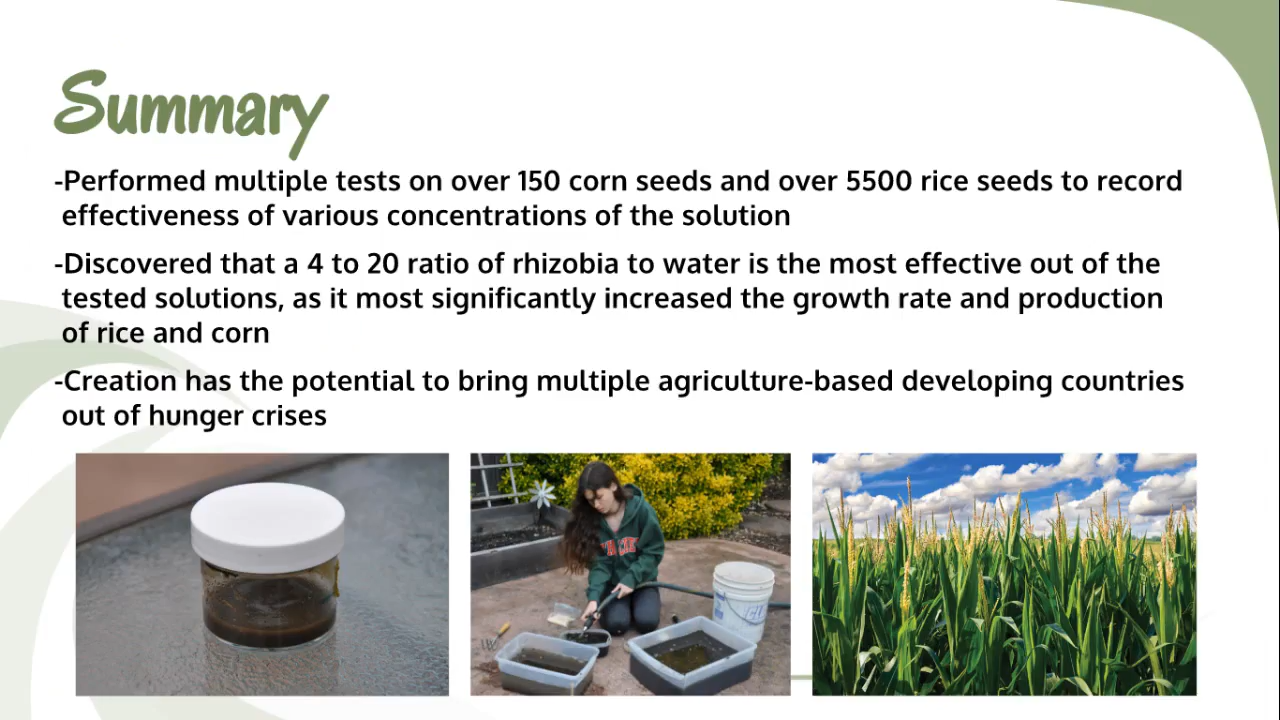 Summary
-Performed multiple tests on over 150 corn seeds and over 5500 rice seeds to record
effectiveness of various concentrations of the solution
-Discovered that a 4 to 20 ratio of rhizobia to water is the most effective out of the
tested solutions, as it most significantly increased the growth rate and production
of rice and corn
-Creation has the potential to bring multiple agriculture-based developing countries
out of hunger crises